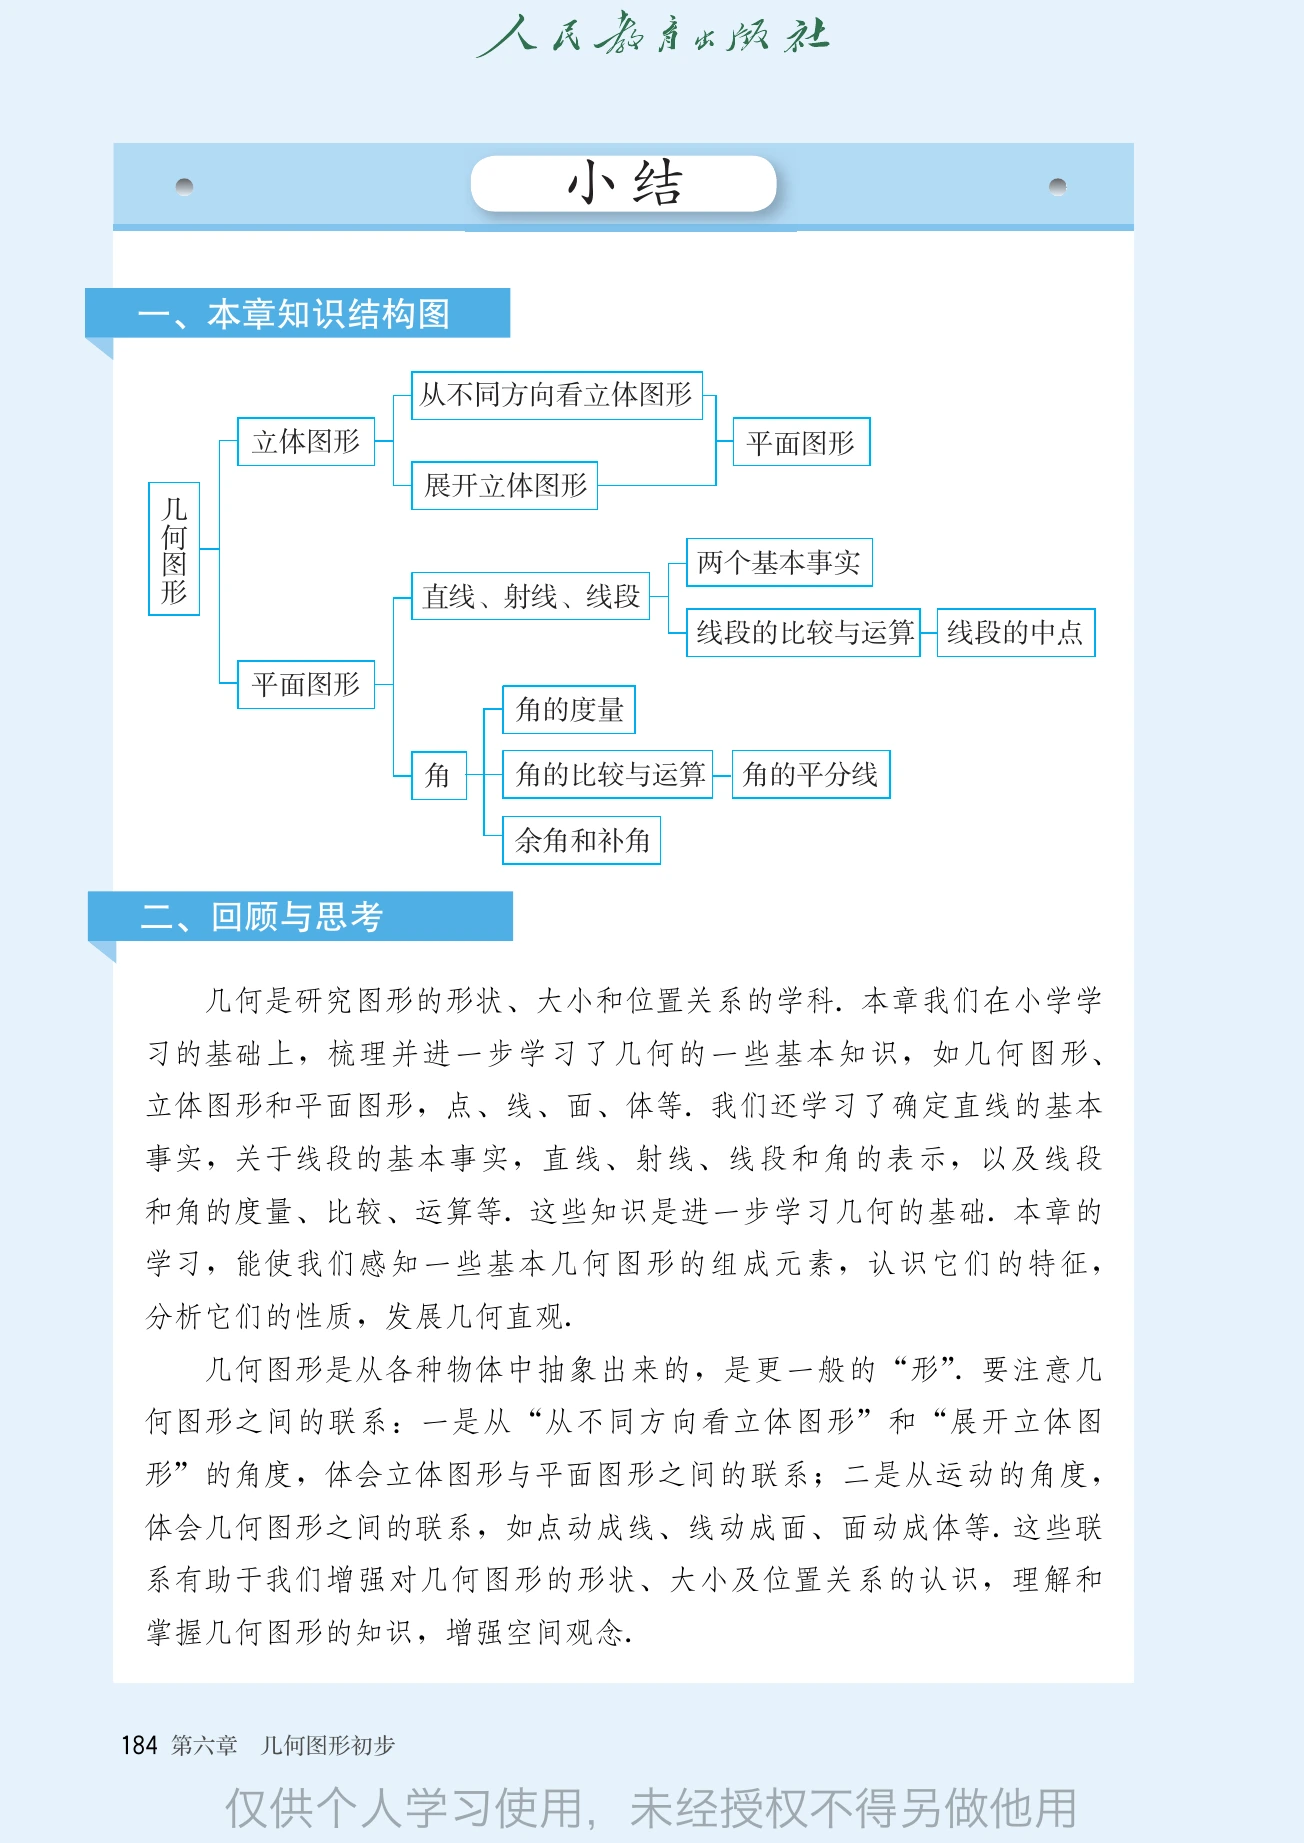 人民教育出版社
小结
一、本章知识结构图
从不同方向看立体图形
立体图形
平面图形
展开立体图形
几何图形
两个基本事实
直线、射线、线段
线段的比较与运算
线段的中点
平面图形
角的度量
角
角的比较与运算
角的平分线
余角和补角
二、回顾与思考
几何是研究图形的形状、大小和位置关系的学科. 本章我们在小学学
习的基础上，梳理并进一步学习了几何的一些基本知识，如几何图形、
立体图形和平面图形，点、线、面、体等. 我们还学习了确定直线的基本
事实，关于线段的基本事实，直线、射线、线段和角的表示，以及线段
和角的度量、比较、运算等. 这些知识是进一步学习几何的基础. 本章的
学习，能使我们感知一些基本几何图形的组成元素，认识它们的特征，
分析它们的性质，发展几何直观.
几何图形是从各种物体中抽象出来的，是更一般的“形”. 要注意几
何图形之间的联系：一是从“从不同方向看立体图形”和“展开立体图
形”的角度，体会立体图形与平面图形之间的联系；二是从运动的角度，
体会几何图形之间的联系，如点动成线、线动成面、面动成体等. 这些联
系有助于我们增强对几何图形的形状、大小及位置关系的认识，理解和
掌握几何图形的知识，增强空间观念.
184 第六章 几何图形初步
仅供个人学习使用，未经授权不得另做他用